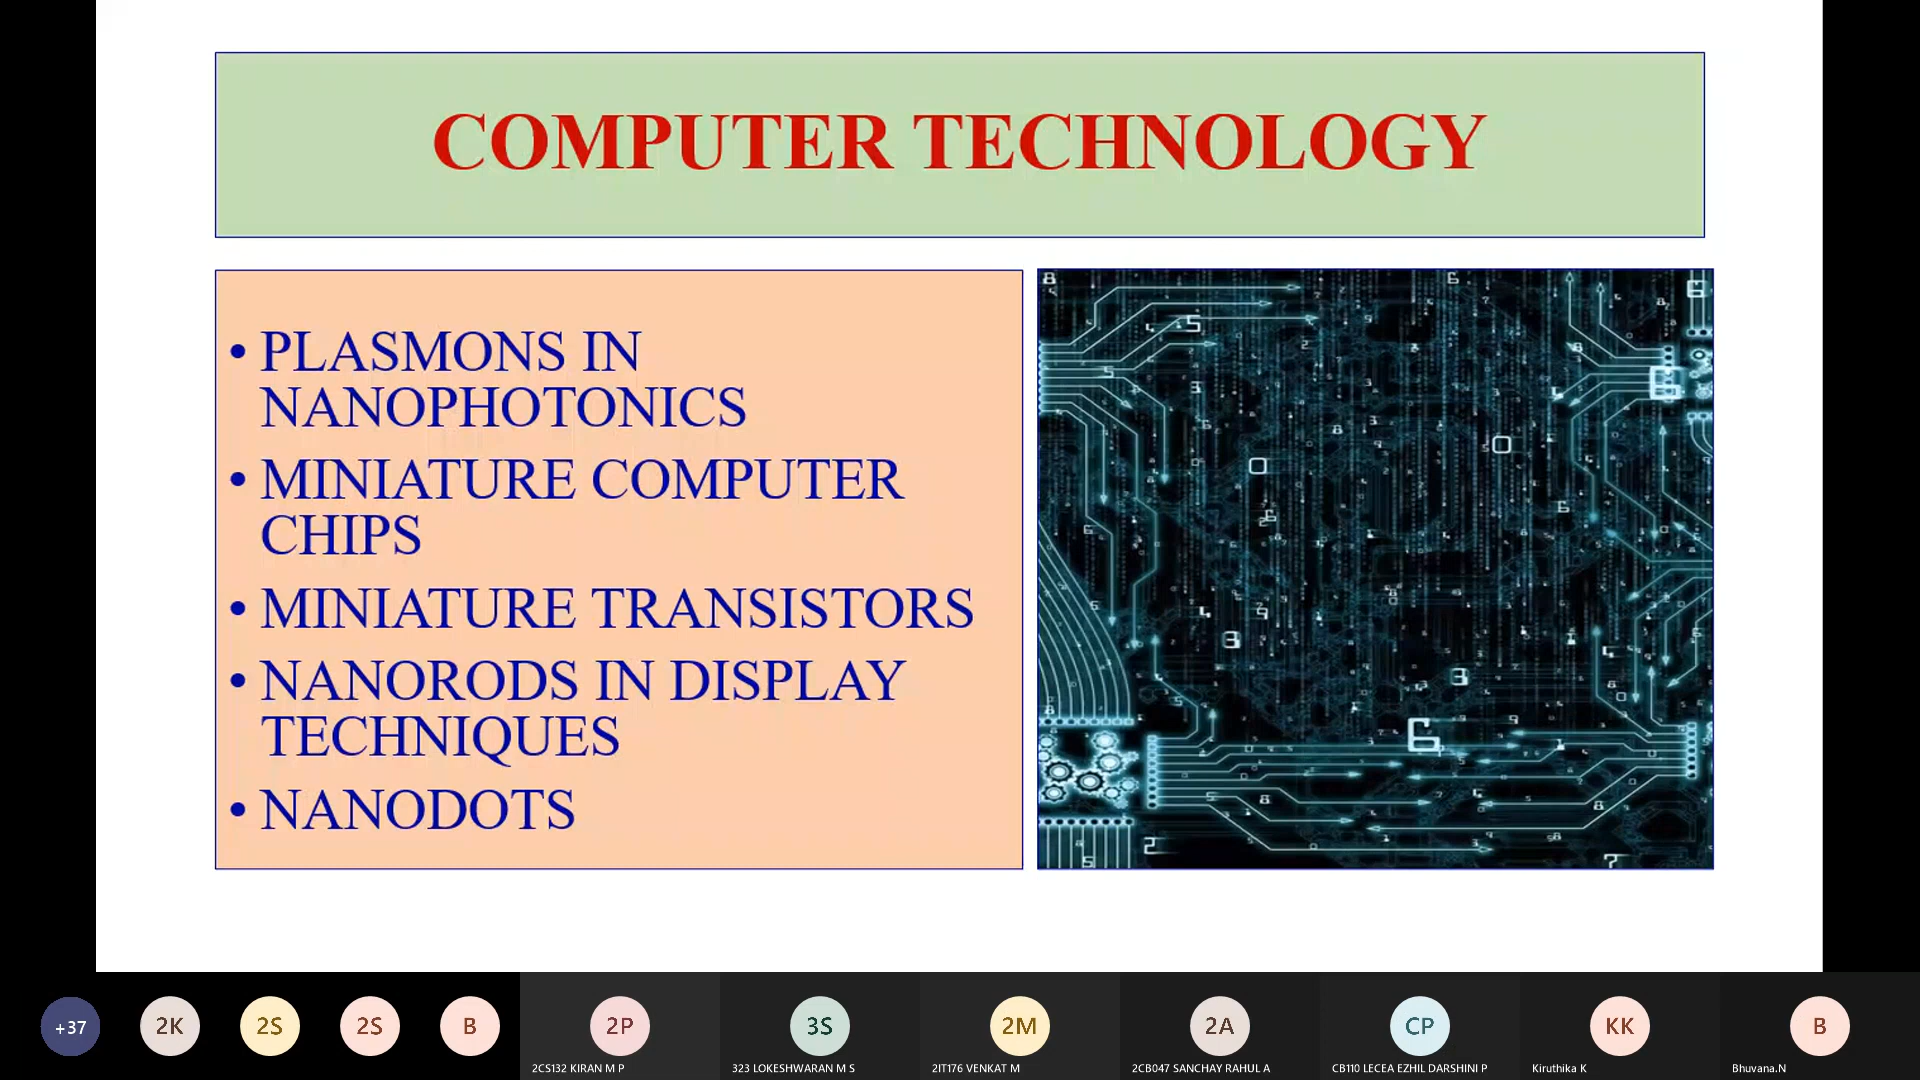 COMPUTER TECHNOLOGY
• PLASMONS IN
NANOPHOTONICS
• MINIATURE COMPUTER
CHIPS
• MINIATURE TRANSISTORS
• NANORODS IN DISPLAY
TECHNIQUES
• NANODOTS
+37
2K
2S
2S
B
2P
3S
2M
2A
CP
KK
B
2CS132 KIRAN M P
323 LOKESHWARAN M S
2IT176 VENKAT M
2CB047 SANCHAY RAHUL A
CB110 LECEA EZHIL DARSHINI P
Kiruthika K
Bhuvana.N